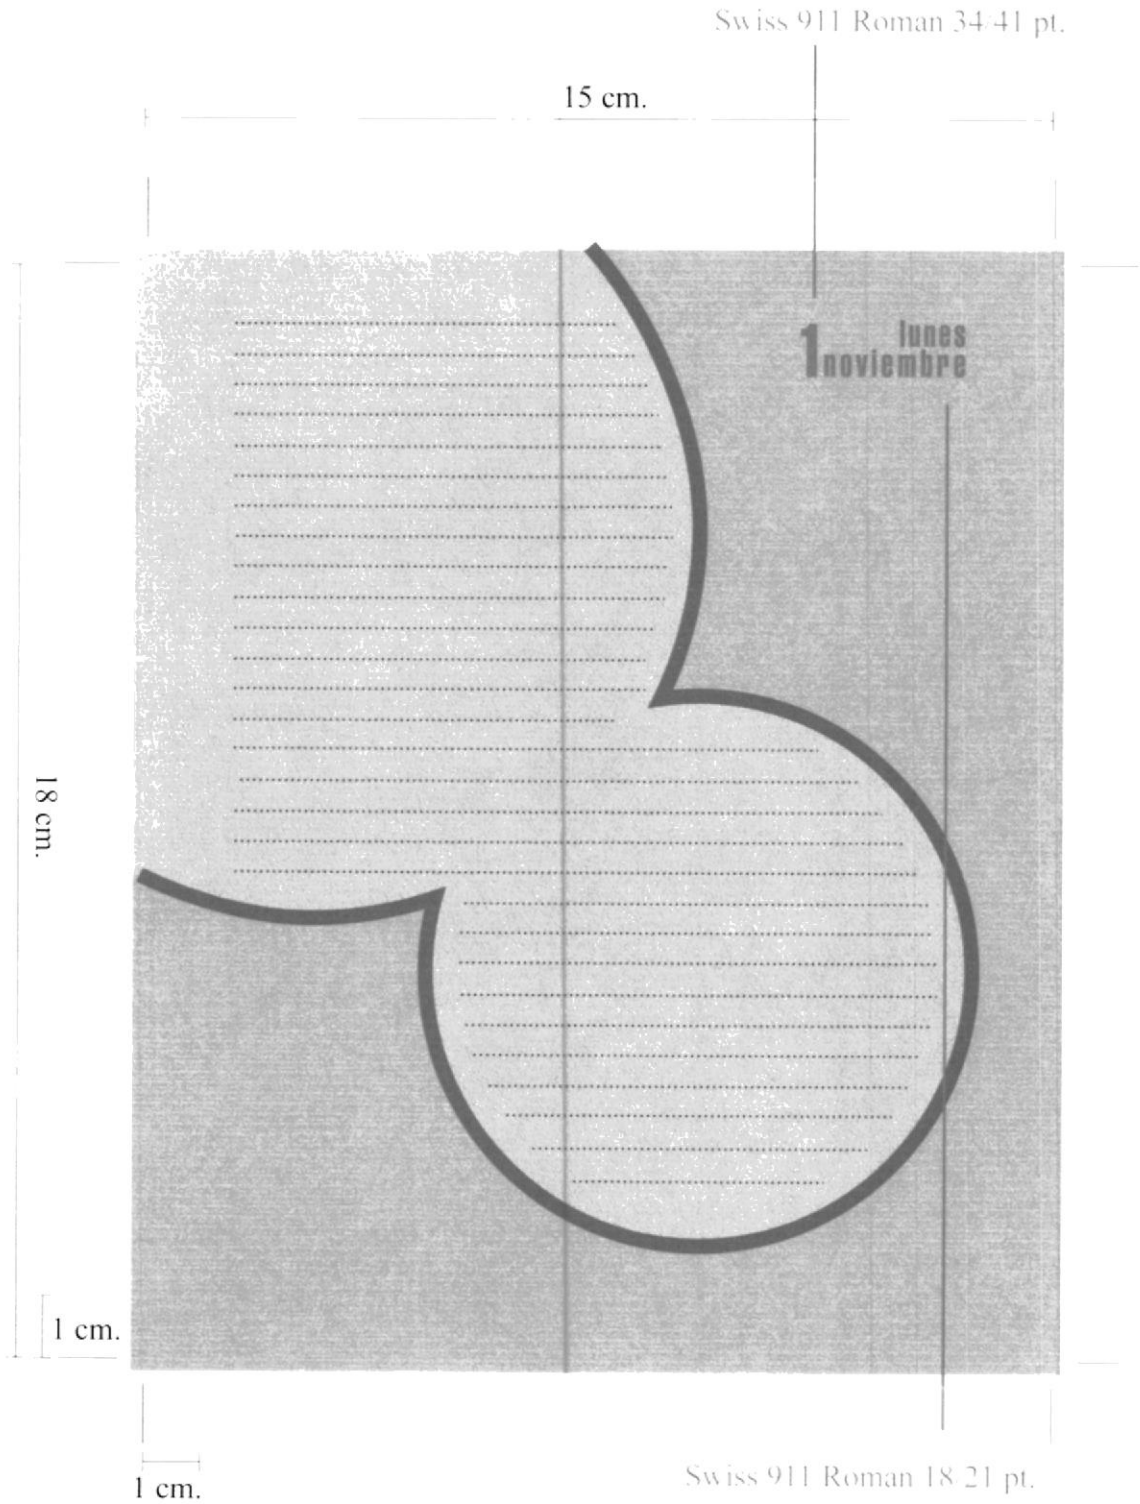 Swiss 911 Roman 34/41 pt.
15 cm.
lunes
1 noviembre
18 cm.
1 cm.
1 cm.
Swiss 911 Roman 18/21 pt.